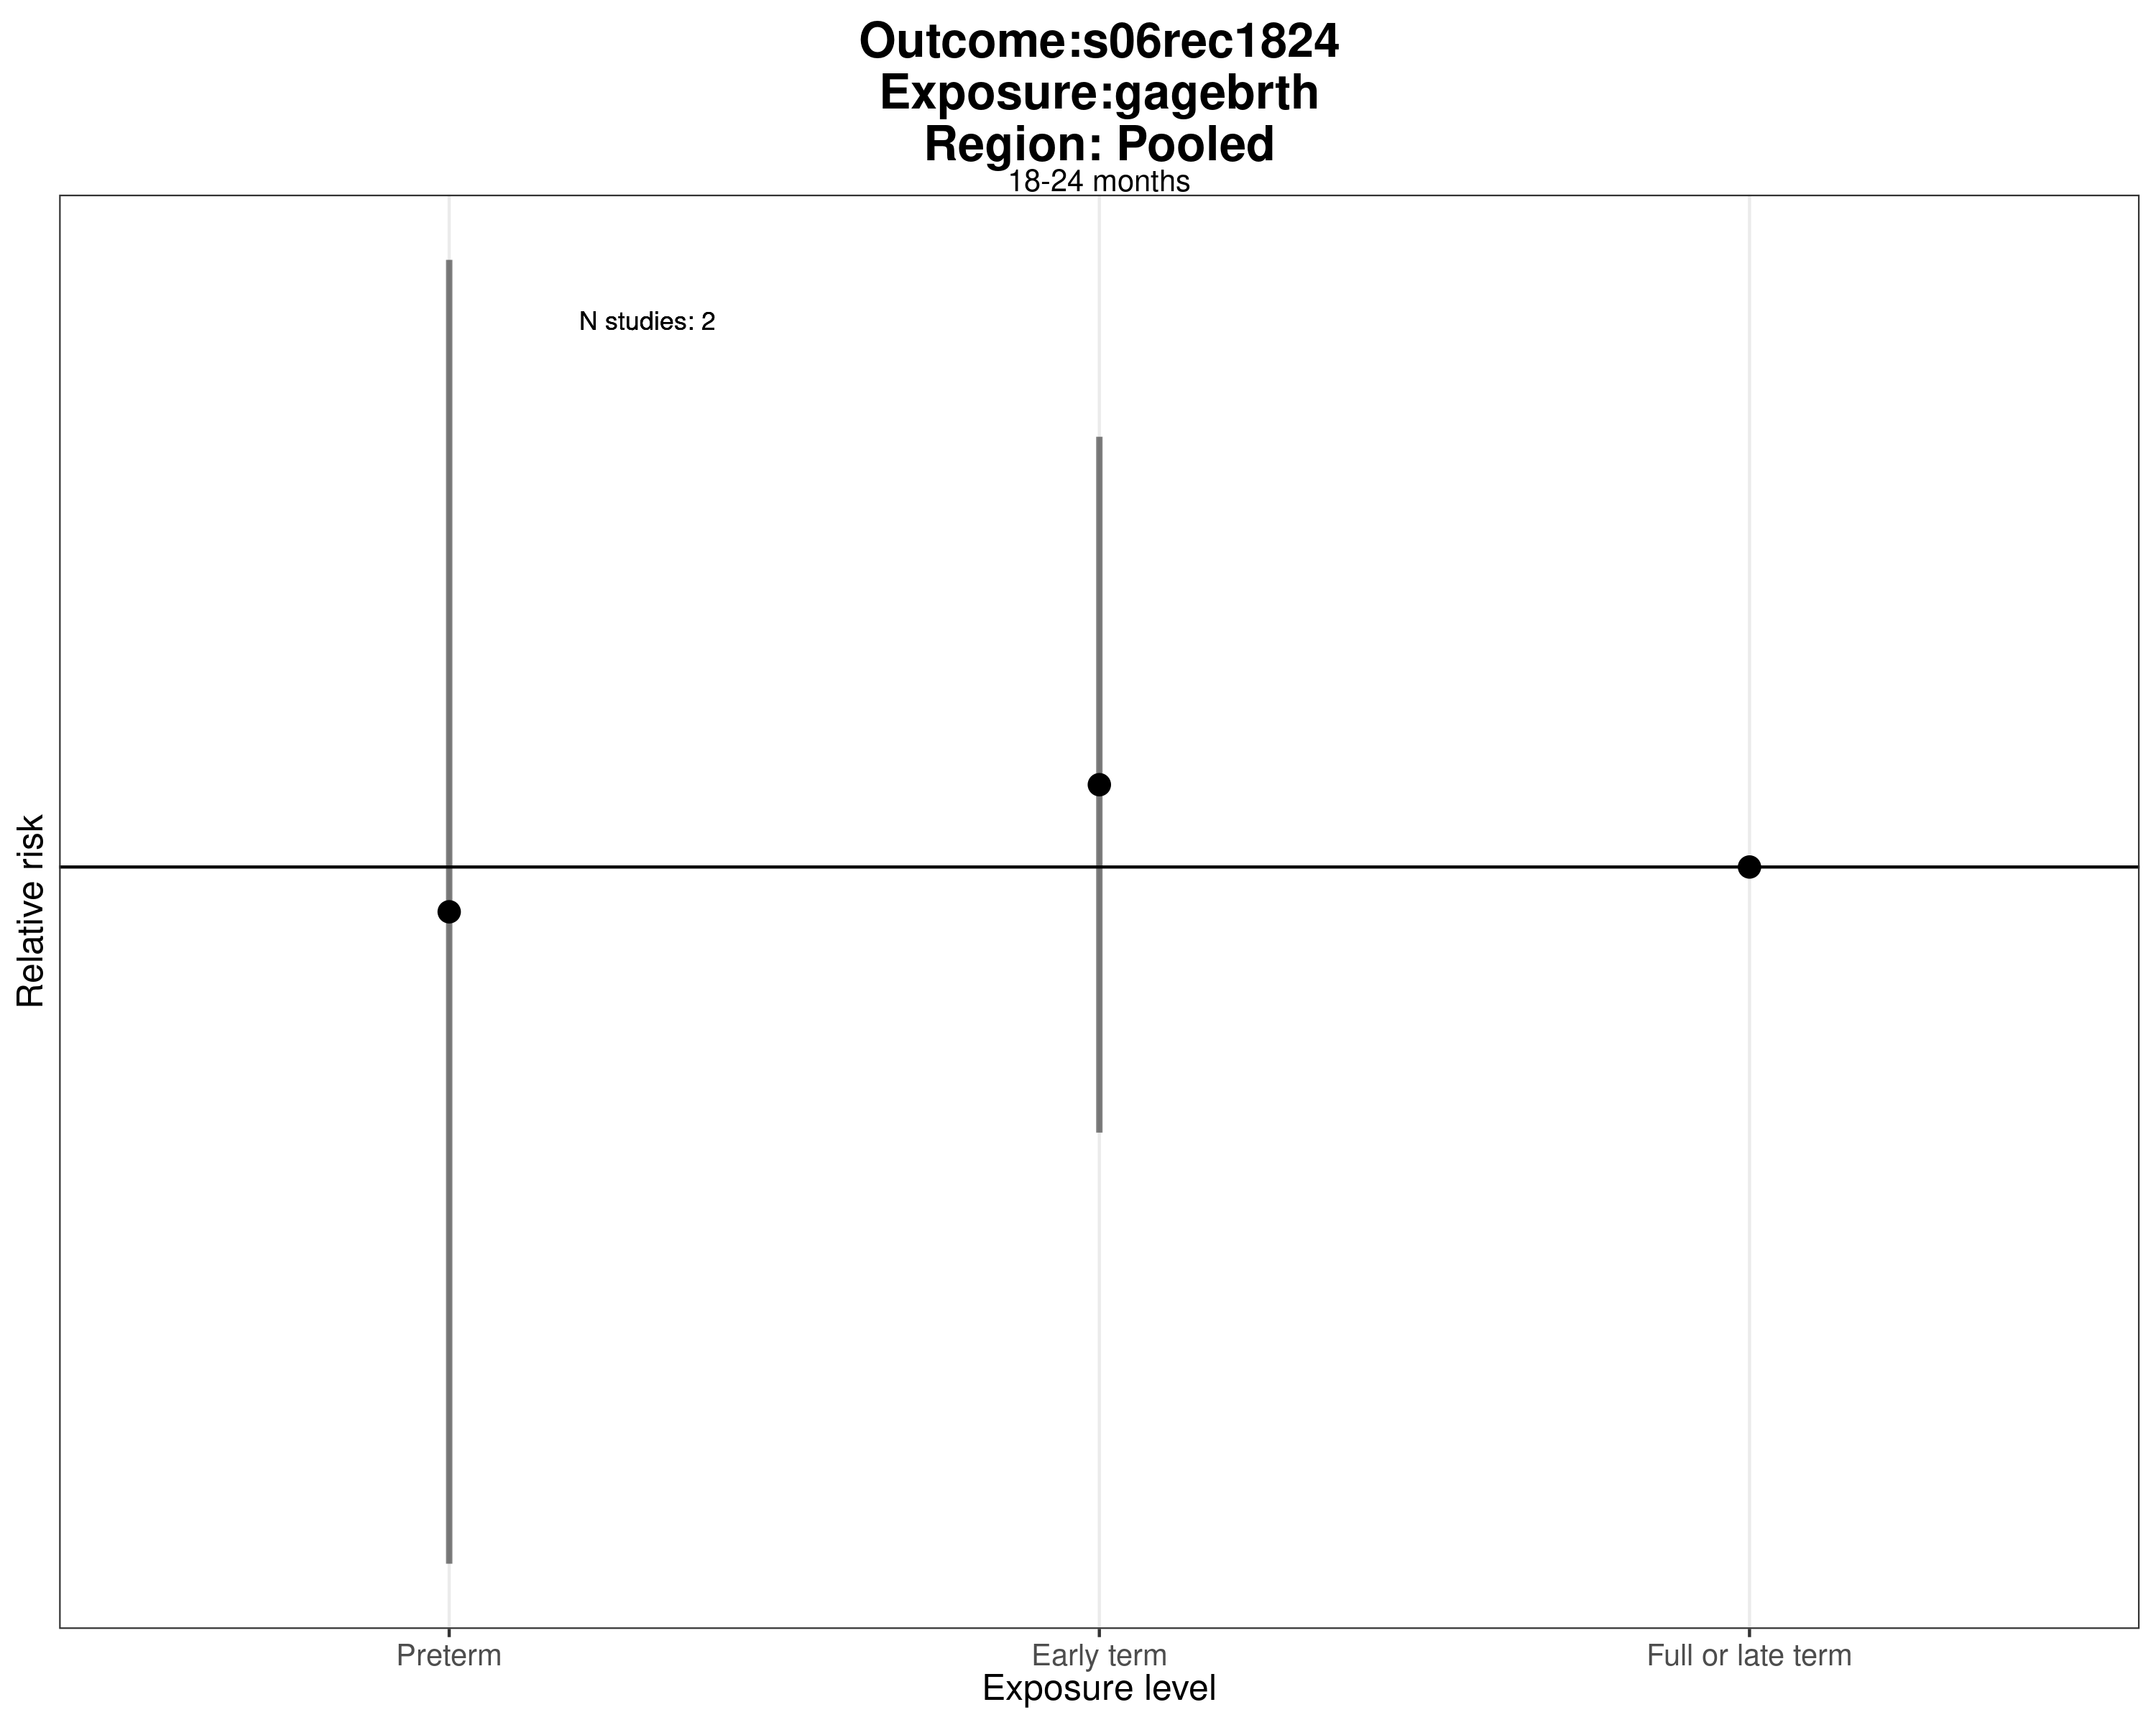 Outcome:s06rec1824
Exposure:gagebrth
Region: Pooled
18-24 months
N studies: 2
Relative risk
Preterm
Early term
Full or late term
Exposure level